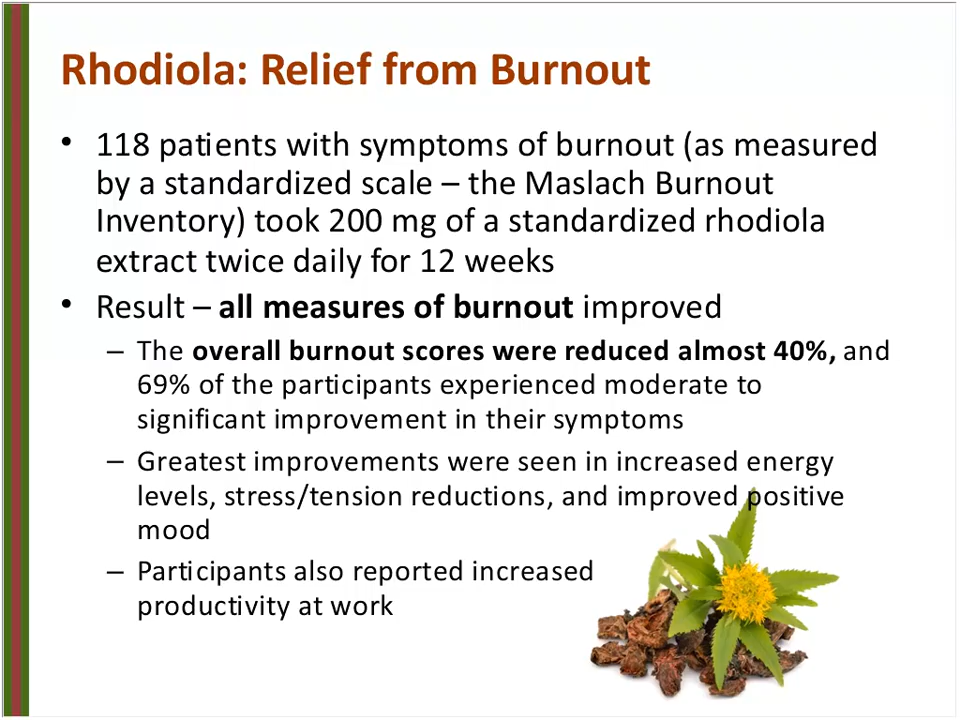 Rhodiola: Relief from Burnout
• 118 patients with symptoms of burnout (as measured
by a standardized scale – the Maslach Burnout
Inventory) took 200 mg of a standardized rhodiola
extract twice daily for 12 weeks
• Result – all measures of burnout improved
– The overall burnout scores were reduced almost 40%, and
69% of the participants experienced moderate to
significant improvement in their symptoms
– Greatest improvements were seen in increased energy
levels, stress/tension reductions, and improved positive
mood
– Participants also reported increased
productivity at work